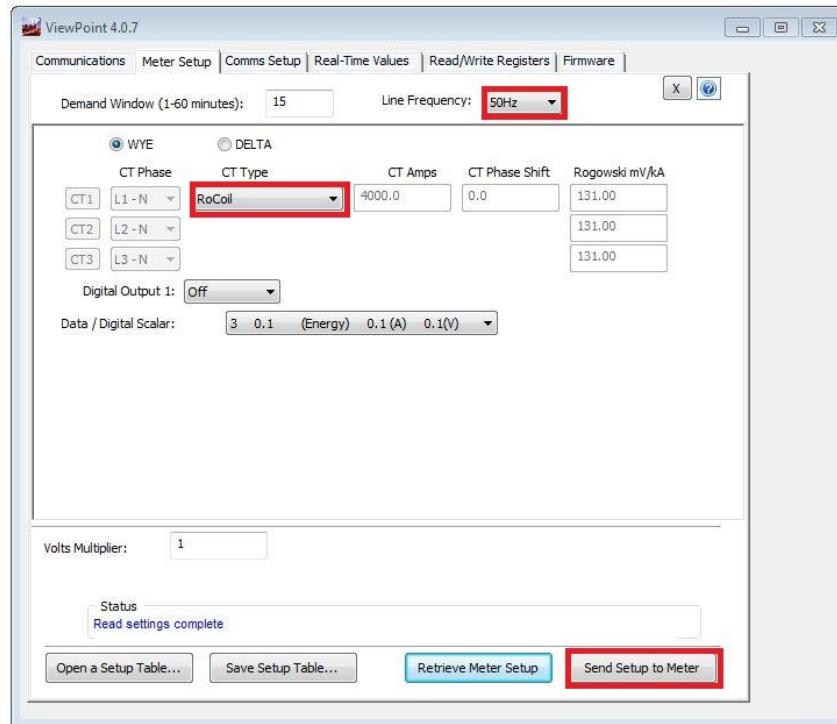 ViewPoint 4.0.7
Communications Meter Setup Comms Setup Real-Time Values Read/Write Registers Firmware
Demand Window (1-60 minutes): 15 Line Frequency: 50Hz X ?
WYE DELTA
CT Phase CT Type CT Amps CT Phase Shift Rogowski mV/kA
CT1 L1 - N RoCoil 4000.0 0.0 131.00
CT2 L2 - N 131.00
CT3 L3 - N 131.00
Digital Output 1: Off
Data / Digital Scalar: 3 0.1 (Energy) 0.1 (A) 0.1(V)
Volts Multiplier: 1
Status
Read settings complete
Open a Setup Table... Save Setup Table... Retrieve Meter Setup Send Setup to Meter